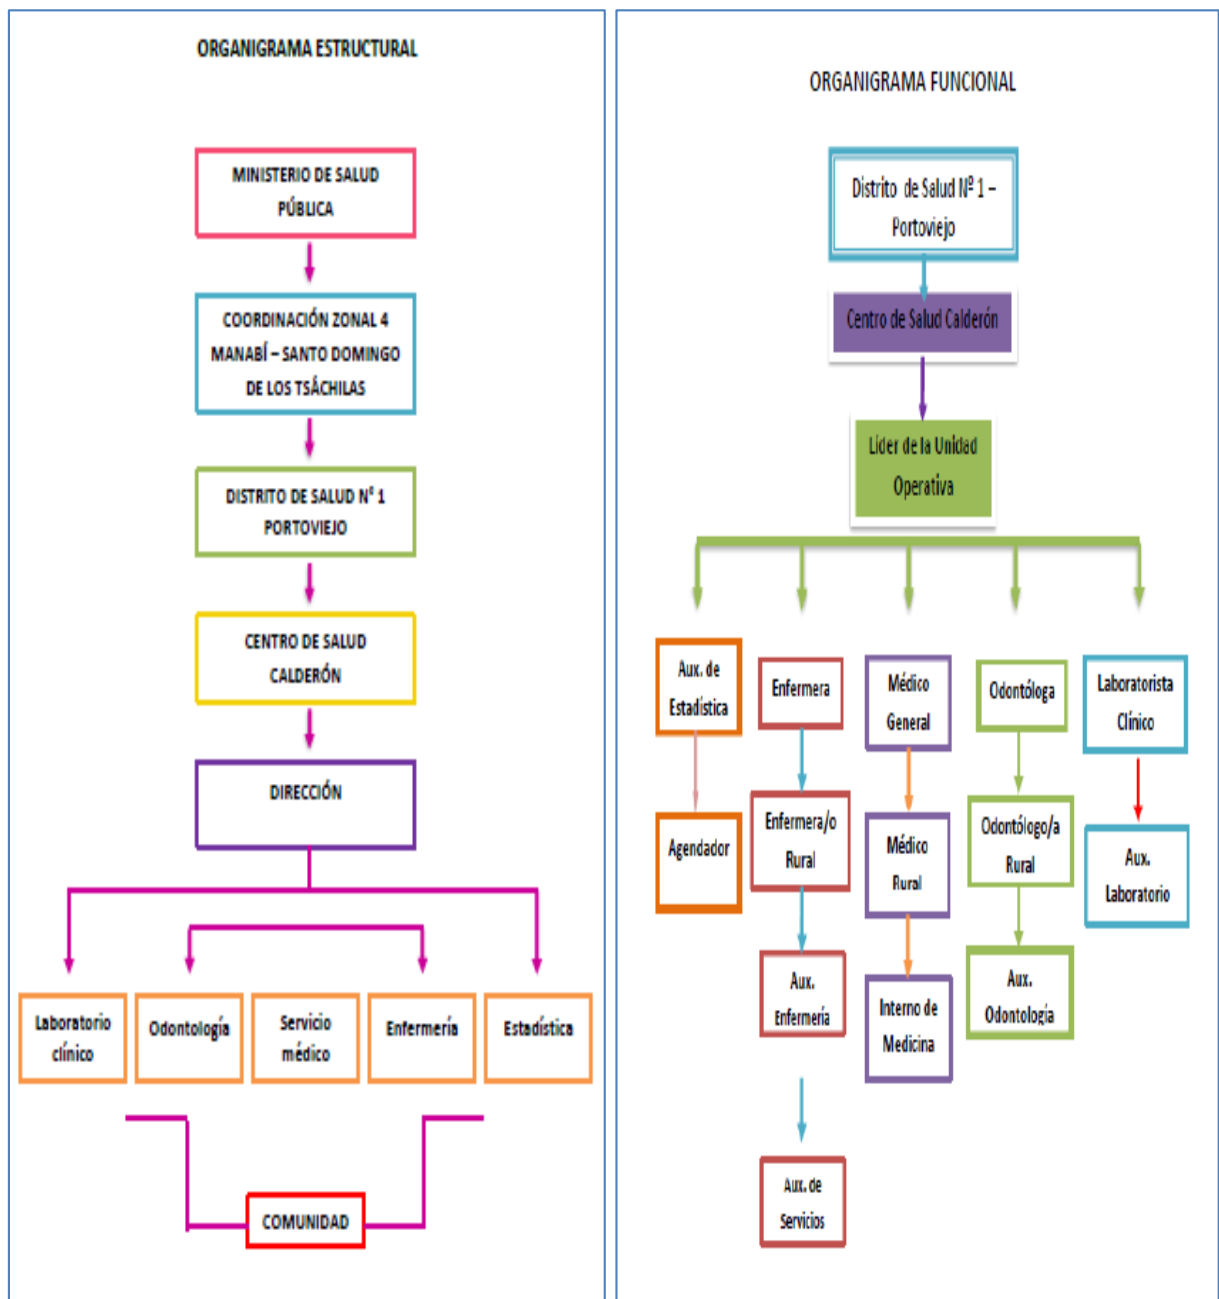 ORGANIGRAMA ESTRUCTURAL
MINISTERIO DE SALUD
PÚBLICA
COORDINACIÓN ZONAL 4
MANABÍ – SANTO DOMINGO
DE LOS TSÁCHILAS
DISTRITO DE SALUD N° 1
PORTOVIEJO
CENTRO DE SALUD
CALDERÓN
DIRECCIÓN
Laboratorio
clínico
Odontología
Servicio
médico
Enfermería
Estadística
COMUNIDAD
ORGANIGRAMA FUNCIONAL
Distrito de Salud Nº 1 –
Portoviejo
Centro de Salud Calderón
Líder de la Unidad
Operativa
Aux. de
Estadística
Enfermera
Médico
General
Odontóloga
Laboratorista
Clínico
Agendador
Enfermera/o
Rural
Médico
Rural
Odontólogo/a
Rural
Aux.
Laboratorio
Aux.
Enfermería
Interno de
Medicina
Aux.
Odontología
Aux. de
Servicios